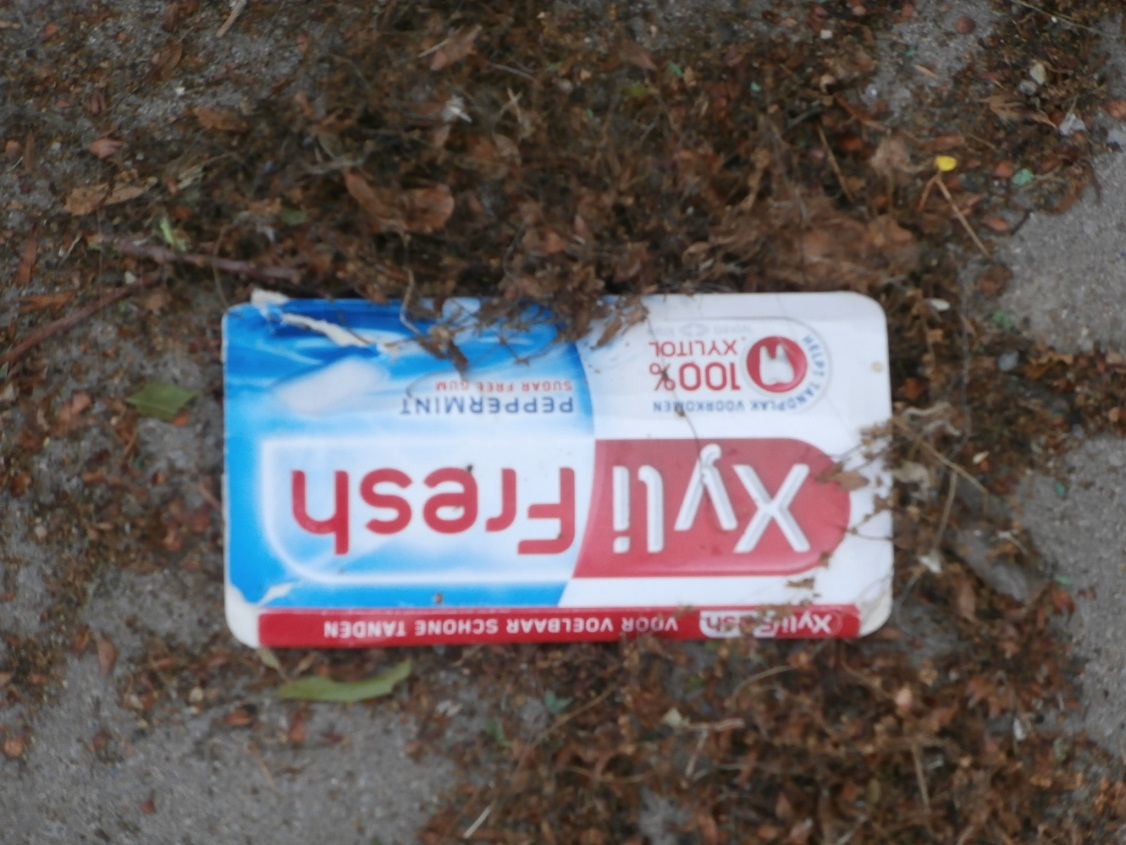 XyliFresh VOOR VOELBAAR SCHONE TANDEN
XyliFresh
HELPT TANDPLAK VOORKOMEN
PEPPERMINT
SUGAR FREE GUM
100%
XYLITOL